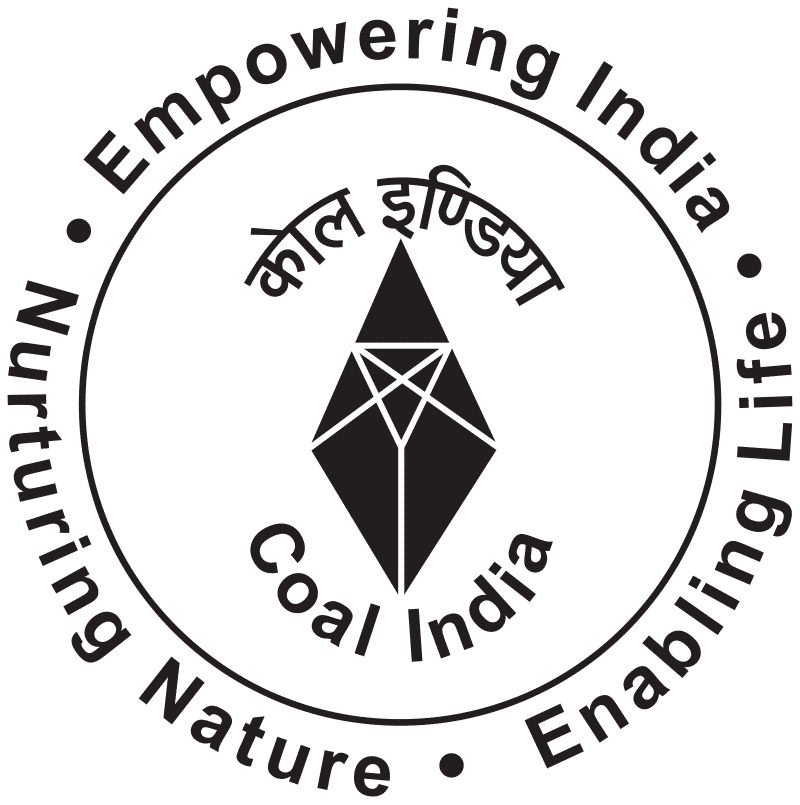 • Empowering India
• Enabling Life
• Nurturing Nature
कोल इण्डिया
Coal India